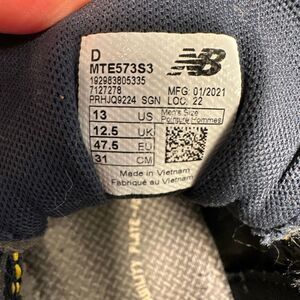 D
MTE573S3
192983805335
7127278 MFG: 01/2021
PRHJQ9224 SGN LOC: 22
13 US Men's Size
12.5 UK Pointure Hommes
47.5 EU
31 CM
Made in Vietnam
Fabriqué au Vietnam
NB